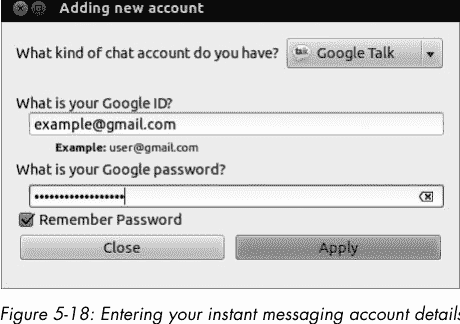 Adding new account
What kind of chat account do you have? talk Google Talk
What is your Google ID?
example@gmail.com
Example: user@gmail.com
What is your Google password?
••••••••••••••••••
Remember Password
Close Apply
Figure 5-18: Entering your instant messaging account details